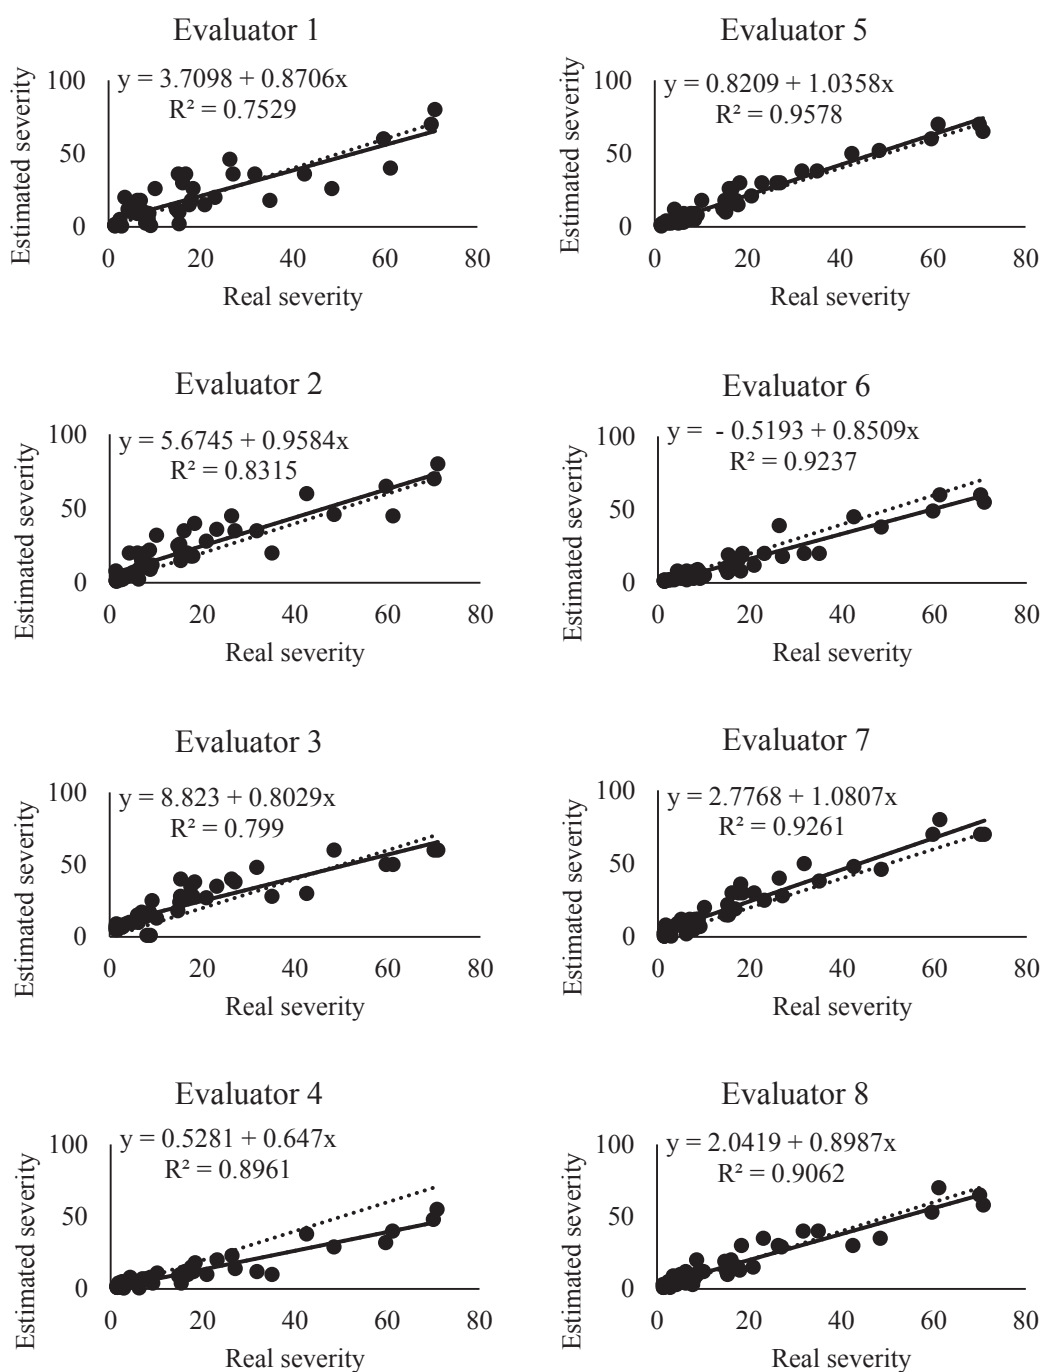 Evaluator 1
y = 3.7098 + 0.8706x
R² = 0.7529
Estimated severity
100
50
0
0 20 40 60 80
Real severity
Evaluator 5
y = 0.8209 + 1.0358x
R² = 0.9578
Estimated severity
100
50
0
0 20 40 60 80
Real severity
Evaluator 2
y = 5.6745 + 0.9584x
R² = 0.8315
Estimated severity
100
50
0
0 20 40 60 80
Real severity
Evaluator 6
y = - 0.5193 + 0.8509x
R² = 0.9237
Estimated severity
100
50
0
0 20 40 60 80
Real severity
Evaluator 3
y = 8.823 + 0.8029x
R² = 0.799
Estimated severity
100
50
0
0 20 40 60 80
Real severity
Evaluator 7
y = 2.7768 + 1.0807x
R² = 0.9261
Estimated severity
100
50
0
0 20 40 60 80
Real severity
Evaluator 4
y = 0.5281 + 0.647x
R² = 0.8961
Estimated severity
100
50
0
0 20 40 60 80
Real severity
Evaluator 8
y = 2.0419 + 0.8987x
R² = 0.9062
Estimated severity
100
50
0
0 20 40 60 80
Real severity